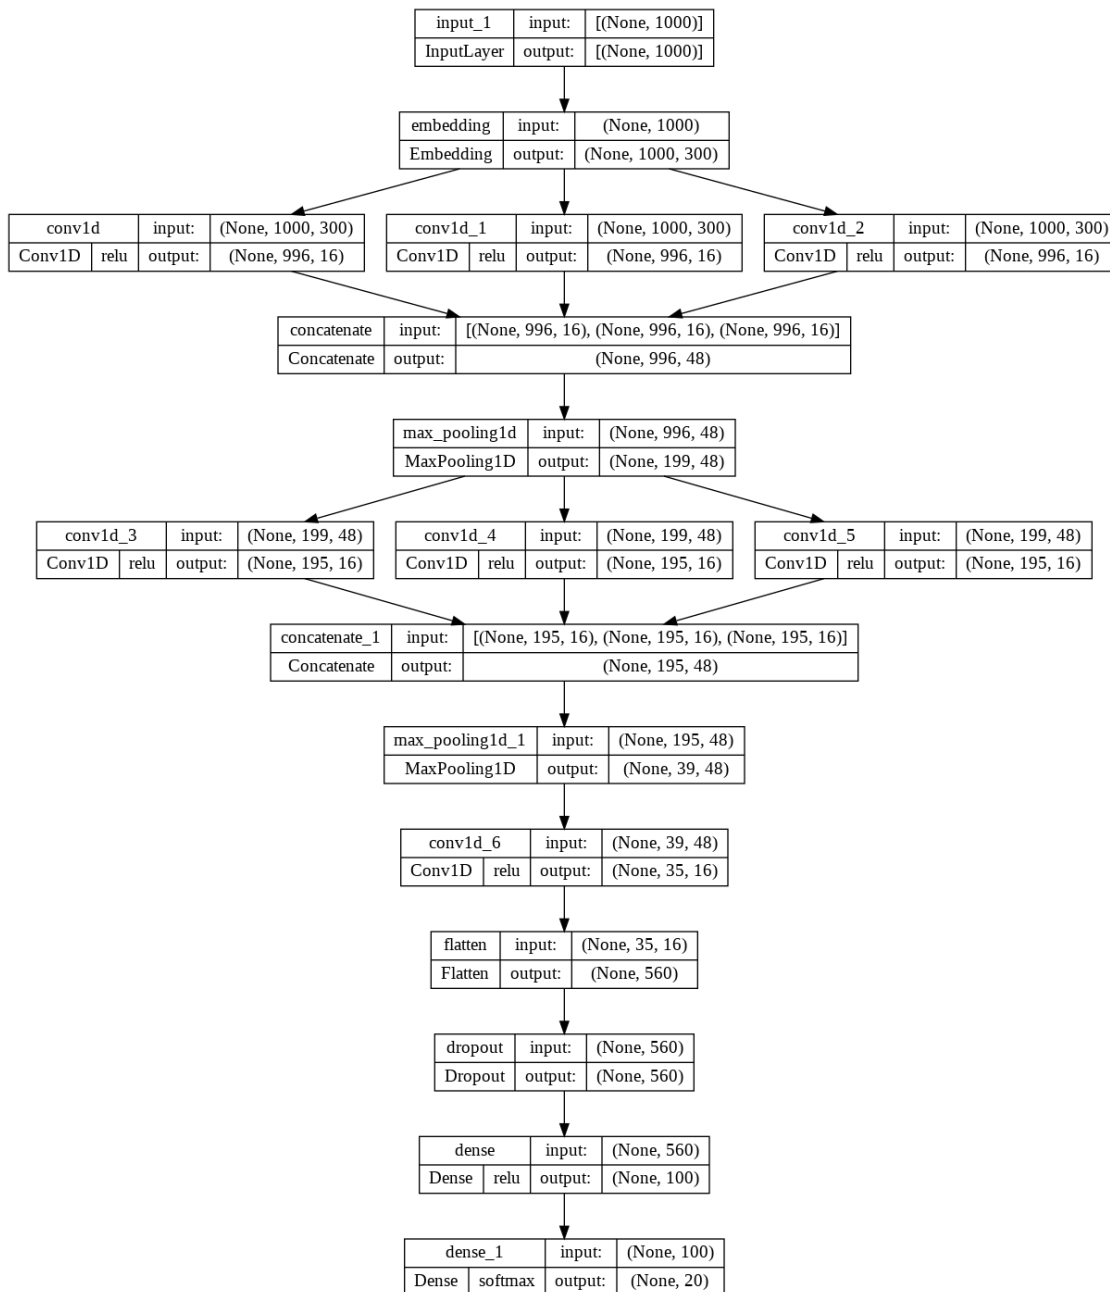 input_1 input: [(None, 1000)]
InputLayer output: [(None, 1000)]
embedding input: (None, 1000)
Embedding output: (None, 1000, 300)
conv1d input: (None, 1000, 300) conv1d_1 input: (None, 1000, 300) conv1d_2 input: (None, 1000, 300)
Conv1D relu output: (None, 996, 16) Conv1D relu output: (None, 996, 16) Conv1D relu output: (None, 996, 16)
concatenate input: [(None, 996, 16), (None, 996, 16), (None, 996, 16)]
Concatenate output: (None, 996, 48)
max_pooling1d input: (None, 996, 48)
MaxPooling1D output: (None, 199, 48)
conv1d_3 input: (None, 199, 48) conv1d_4 input: (None, 199, 48) conv1d_5 input: (None, 199, 48)
Conv1D relu output: (None, 195, 16) Conv1D relu output: (None, 195, 16) Conv1D relu output: (None, 195, 16)
concatenate_1 input: [(None, 195, 16), (None, 195, 16), (None, 195, 16)]
Concatenate output: (None, 195, 48)
max_pooling1d_1 input: (None, 195, 48)
MaxPooling1D output: (None, 39, 48)
conv1d_6 input: (None, 39, 48)
Conv1D relu output: (None, 35, 16)
flatten input: (None, 35, 16)
Flatten output: (None, 560)
dropout input: (None, 560)
Dropout output: (None, 560)
dense input: (None, 560)
Dense relu output: (None, 100)
dense_1 input: (None, 100)
Dense softmax output: (None, 20)